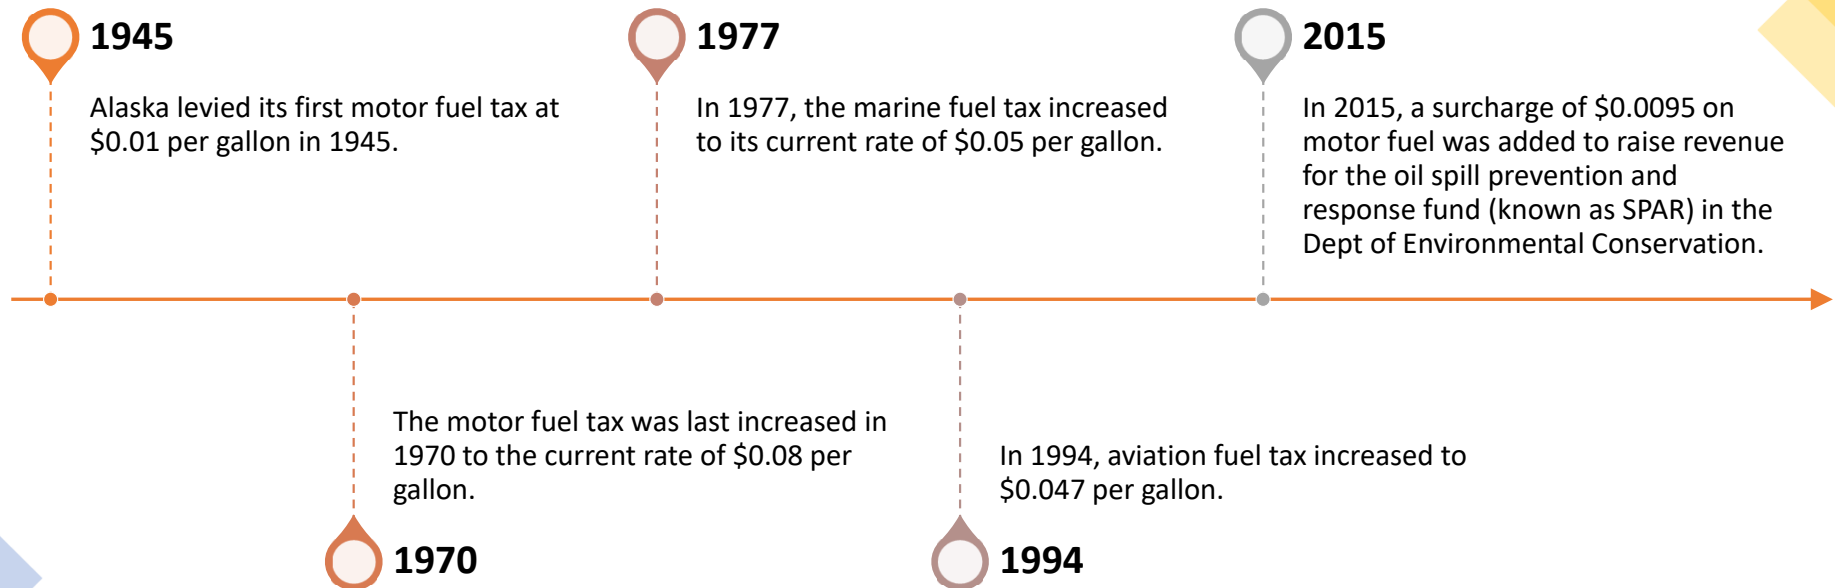 1945
Alaska levied its first motor fuel tax at
$0.01 per gallon in 1945.
1977
In 1977, the marine fuel tax increased
to its current rate of $0.05 per gallon.
2015
In 2015, a surcharge of $0.0095 on
motor fuel was added to raise revenue
for the oil spill prevention and
response fund (known as SPAR) in the
Dept of Environmental Conservation.
The motor fuel tax was last increased in
1970 to the current rate of $0.08 per
gallon.
1970
In 1994, aviation fuel tax increased to
$0.047 per gallon.
1994